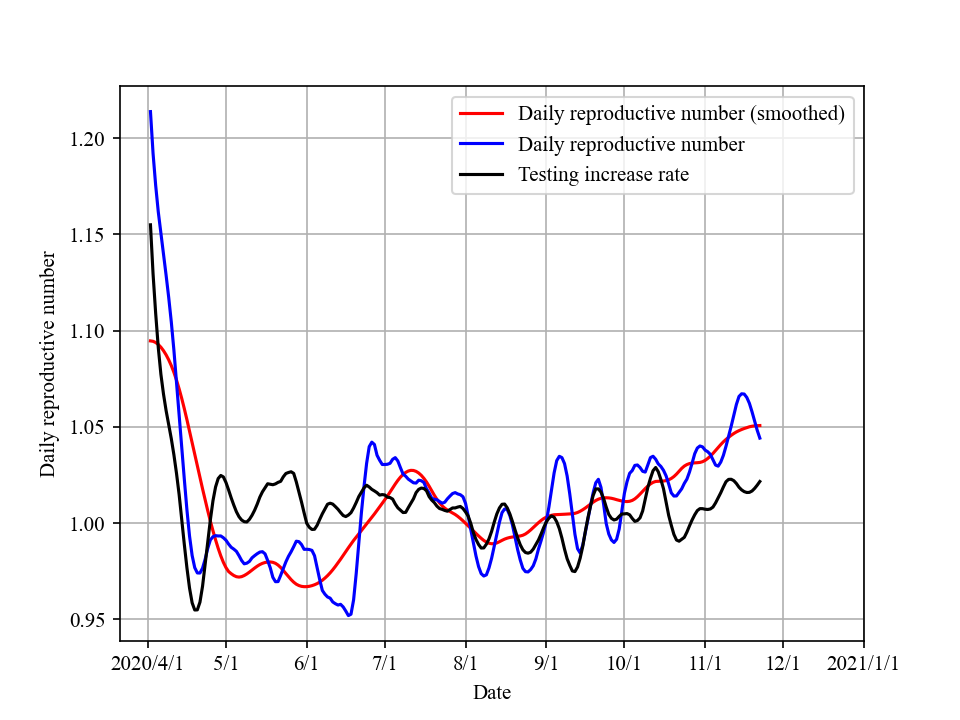 Daily reproductive number (smoothed)
Daily reproductive number
Testing increase rate
Daily reproductive number
1.20
1.15
1.10
1.05
1.00
0.95
2020/4/1 5/1 6/1 7/1 8/1 9/1 10/1 11/1 12/1 2021/1/1
Date